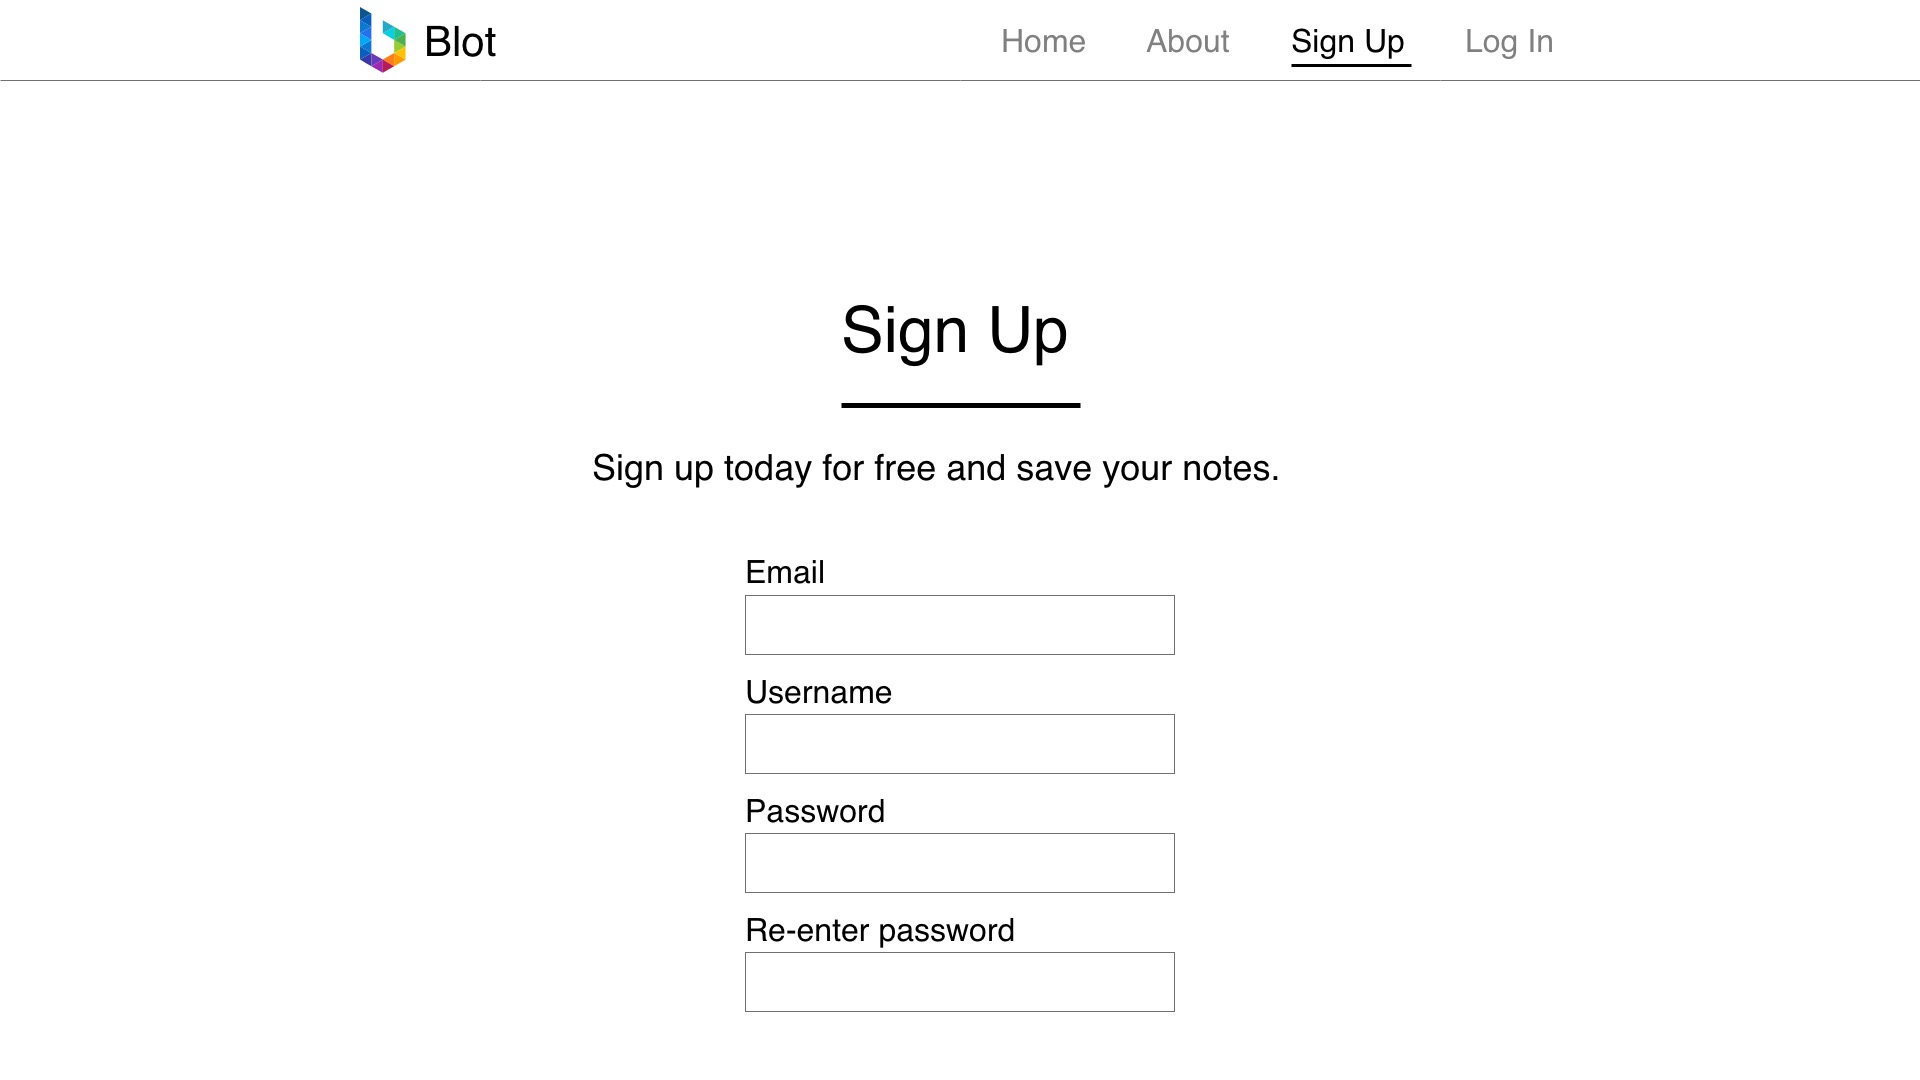 Blot
Home About Sign Up Log In
Sign Up
Sign up today for free and save your notes.
Email
Username
Password
Re-enter password